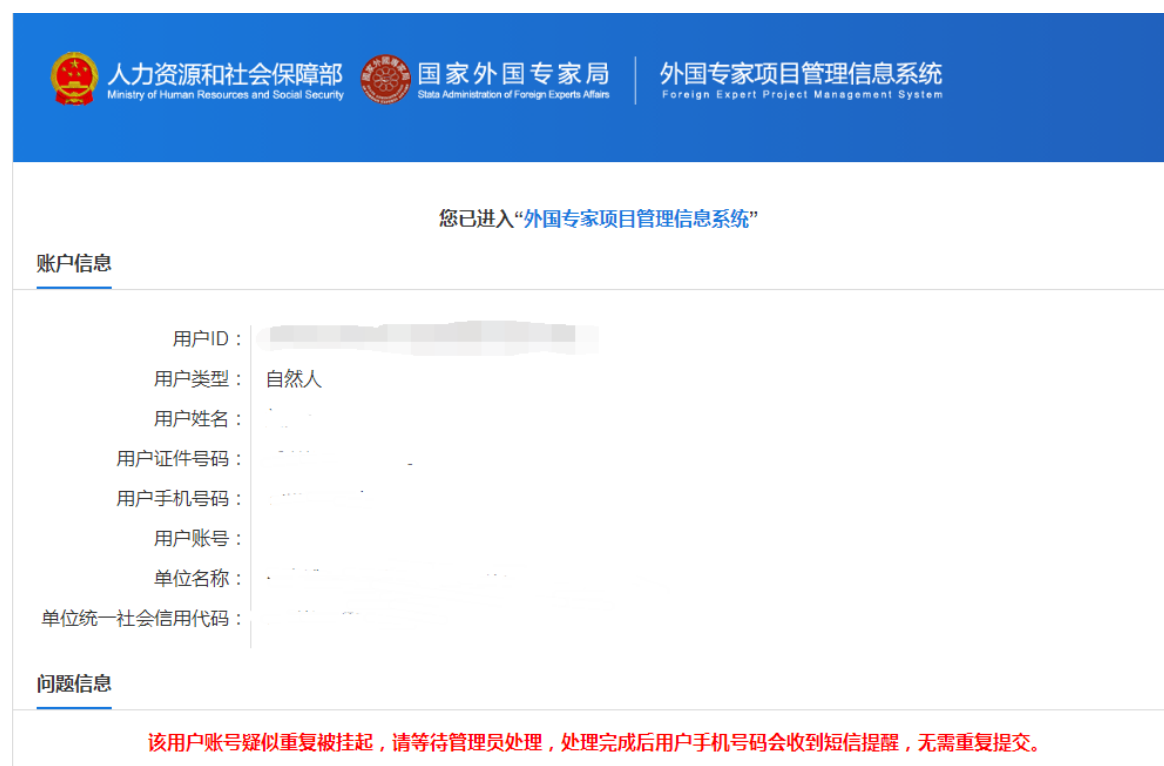 人力资源和社会保障部 国家外国专家局 外国专家项目管理信息系统
Ministry of Human Resources and Social Security State Administration of Foreign Experts Affairs Foreign Expert Project Management System
您已进入“外国专家项目管理信息系统”
账户信息
用户ID：
用户类型： 自然人
用户姓名：
用户证件号码：
用户手机号码：
用户账号：
单位名称：
单位统一社会信用代码：
问题信息
该用户账号疑似重复被挂起，请等待管理员处理，处理完成后用户手机号码会收到短信提醒，无需重复提交。